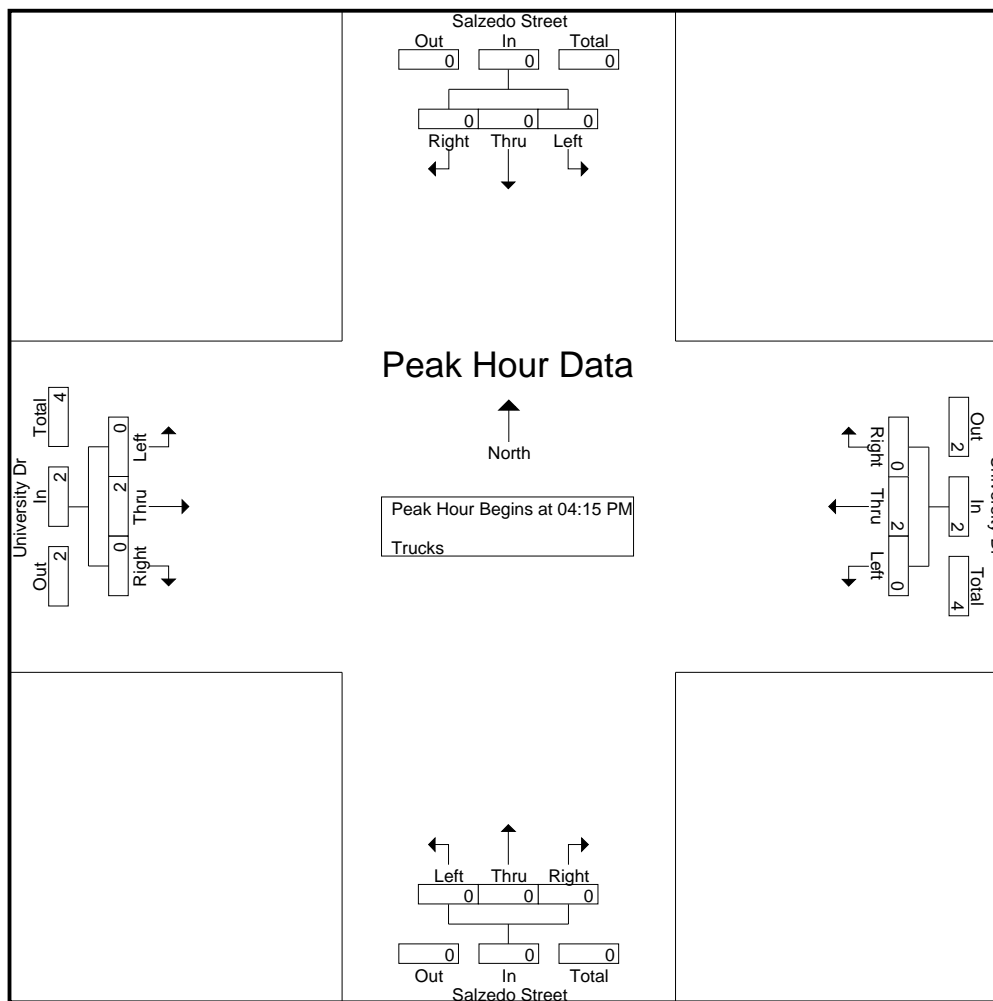 Salzedo Street
Out In Total
0 0 0
0 0 0
Right Thru Left
Peak Hour Data
North
Peak Hour Begins at 04:15 PM
Trucks
University Dr
Total In Out
4 2 2
0 2 0
Left Thru Right
Out In Total
2 2 4
0 2 0
Right Thru Left
Left Thru Right
0 0 0
0 0 0
Out In Total
Salzedo Street